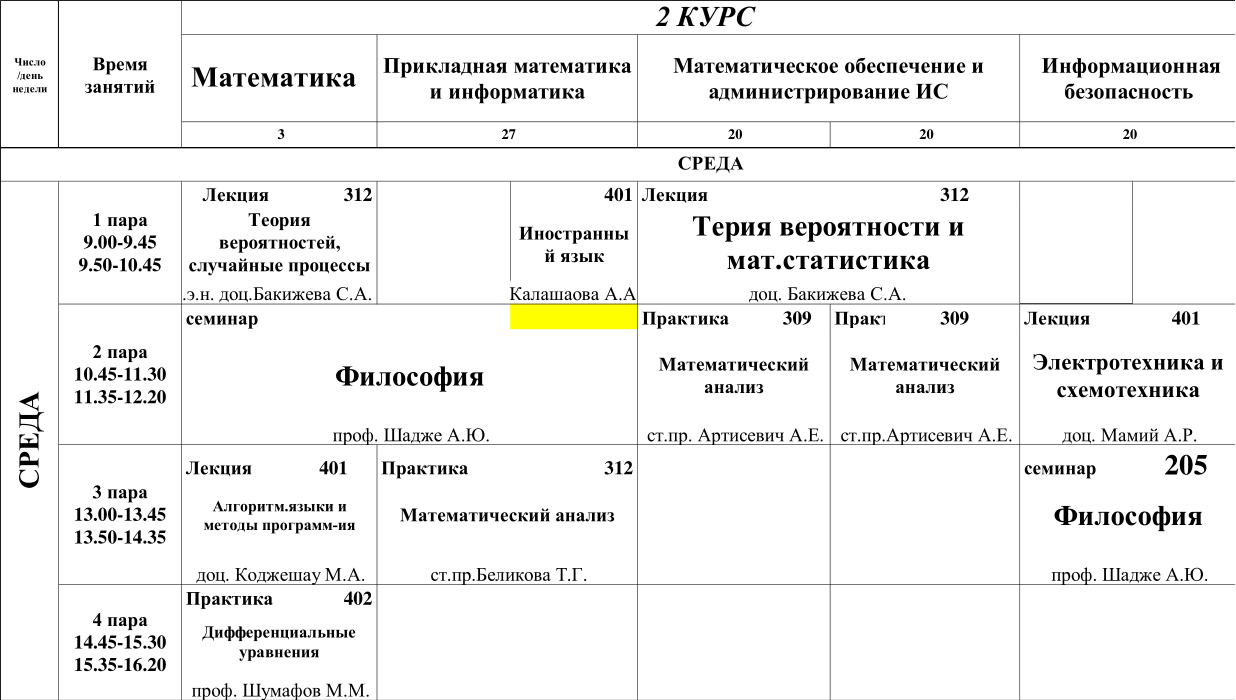 2 КУРС
Число
/день
недели
Время
занятий
Математика
Прикладная математика
и информатика
Математическое обеспечение и
администрирование ИС
Информационная
безопасность
3
27
20
20
20
СРЕДА
СРЕДА
1 пара
9.00-9.45
9.50-10.45
Лекция 312
Теория
вероятностей,
случайные процессы
.э.н. доц.Бакижева С.А.
401
Иностранны
й язык
Калашаова А.А
Лекция 312
Терия вероятности и
мат.статистика
доц. Бакижева С.А.
2 пара
10.45-11.30
11.35-12.20
семинар
Философия
проф. Шадже А.Ю.
Практика 309
Математический
анализ
ст.пр. Артисевич А.Е.
Практ 309
Математический
анализ
ст.пр.Артисевич А.Е.
Лекция 401
Электротехника и
схемотехника
доц. Мамий А.Р.
3 пара
13.00-13.45
13.50-14.35
Лекция 401
Алгоритм.языки и
методы программ-ия
доц. Коджешау М.А.
Практика 312
Математический анализ
ст.пр.Беликова Т.Г.
семинар 205
Философия
проф. Шадже А.Ю.
4 пара
14.45-15.30
15.35-16.20
Практика 402
Дифференциальные
уравнения
проф. Шумафов М.М.